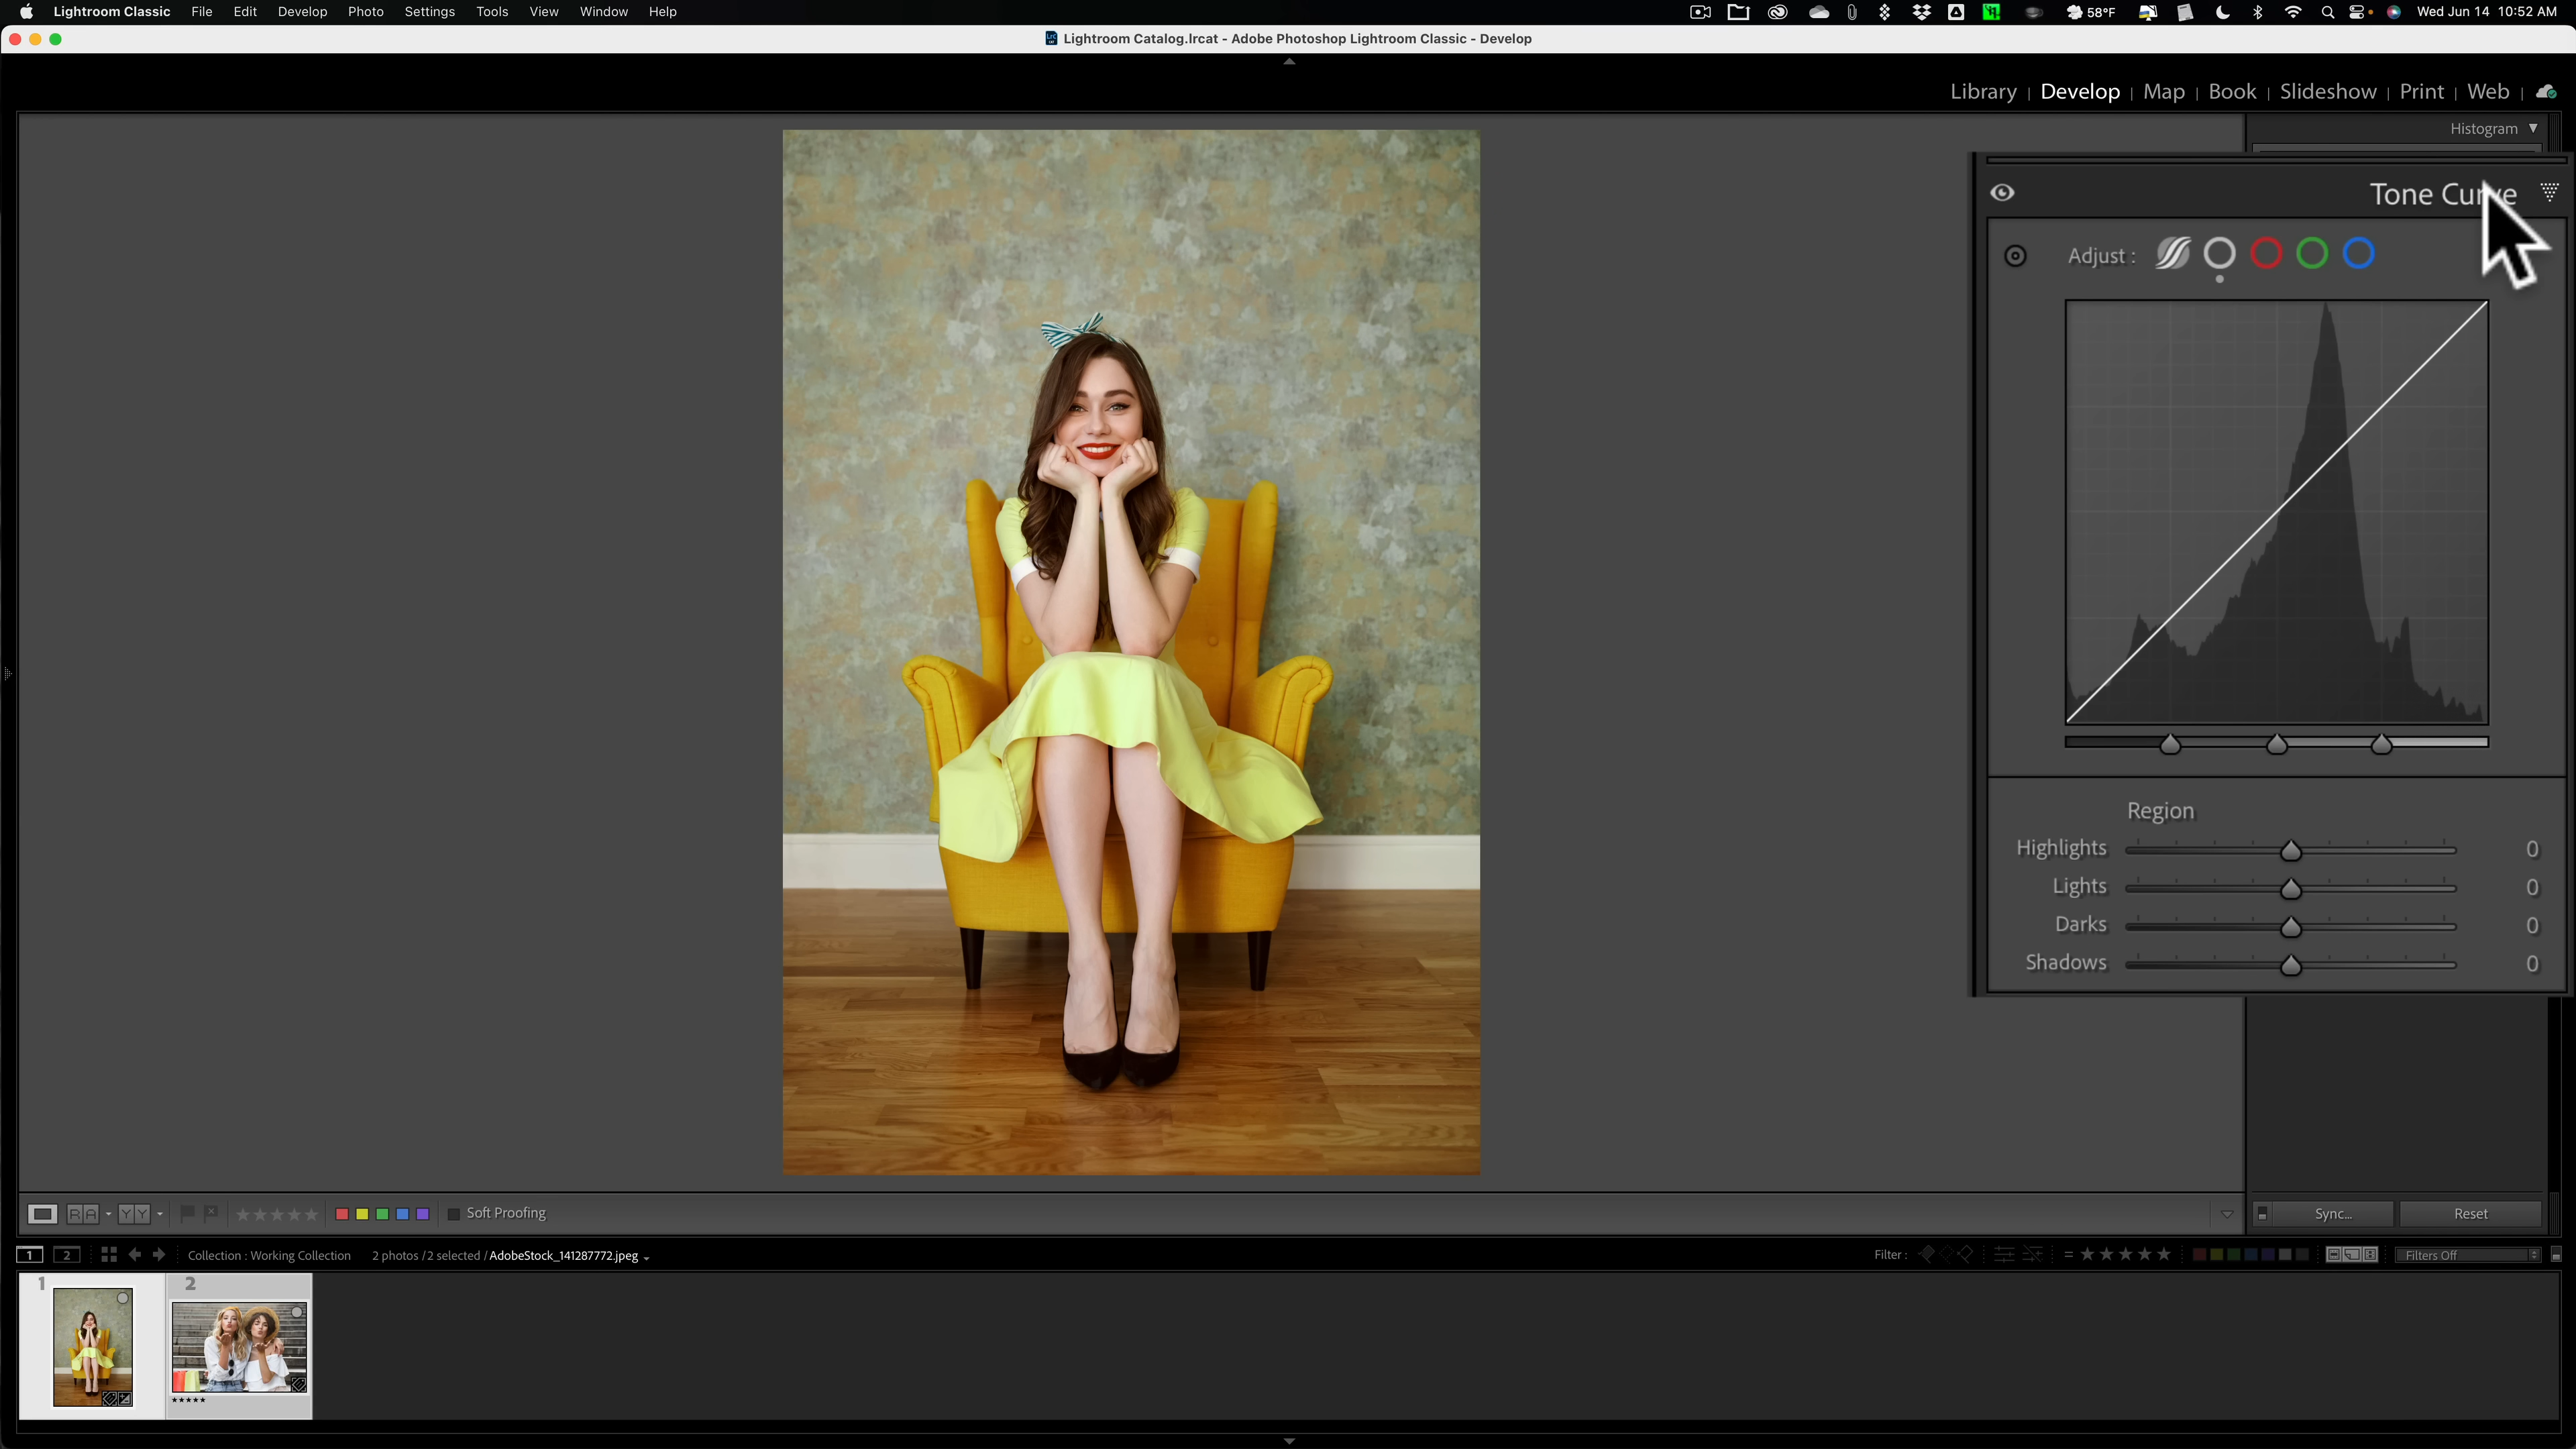 Lightroom Classic File Edit Develop Photo Settings Tools View Window Help 58°F Wed Jun 14 10:52 AM
Lightroom Catalog.lrcat - Adobe Photoshop Lightroom Classic - Develop
Library | Develop | Map | Book | Slideshow | Print | Web |
Histogram
Tone Curve
Adjust :
Region
Highlights 0
Lights 0
Darks 0
Shadows 0
RA YY Soft Proofing Sync... Reset
1 2 Collection : Working Collection 2 photos / 2 selected / AdobeStock_141287772.jpeg Filter : Filters Off
1 2